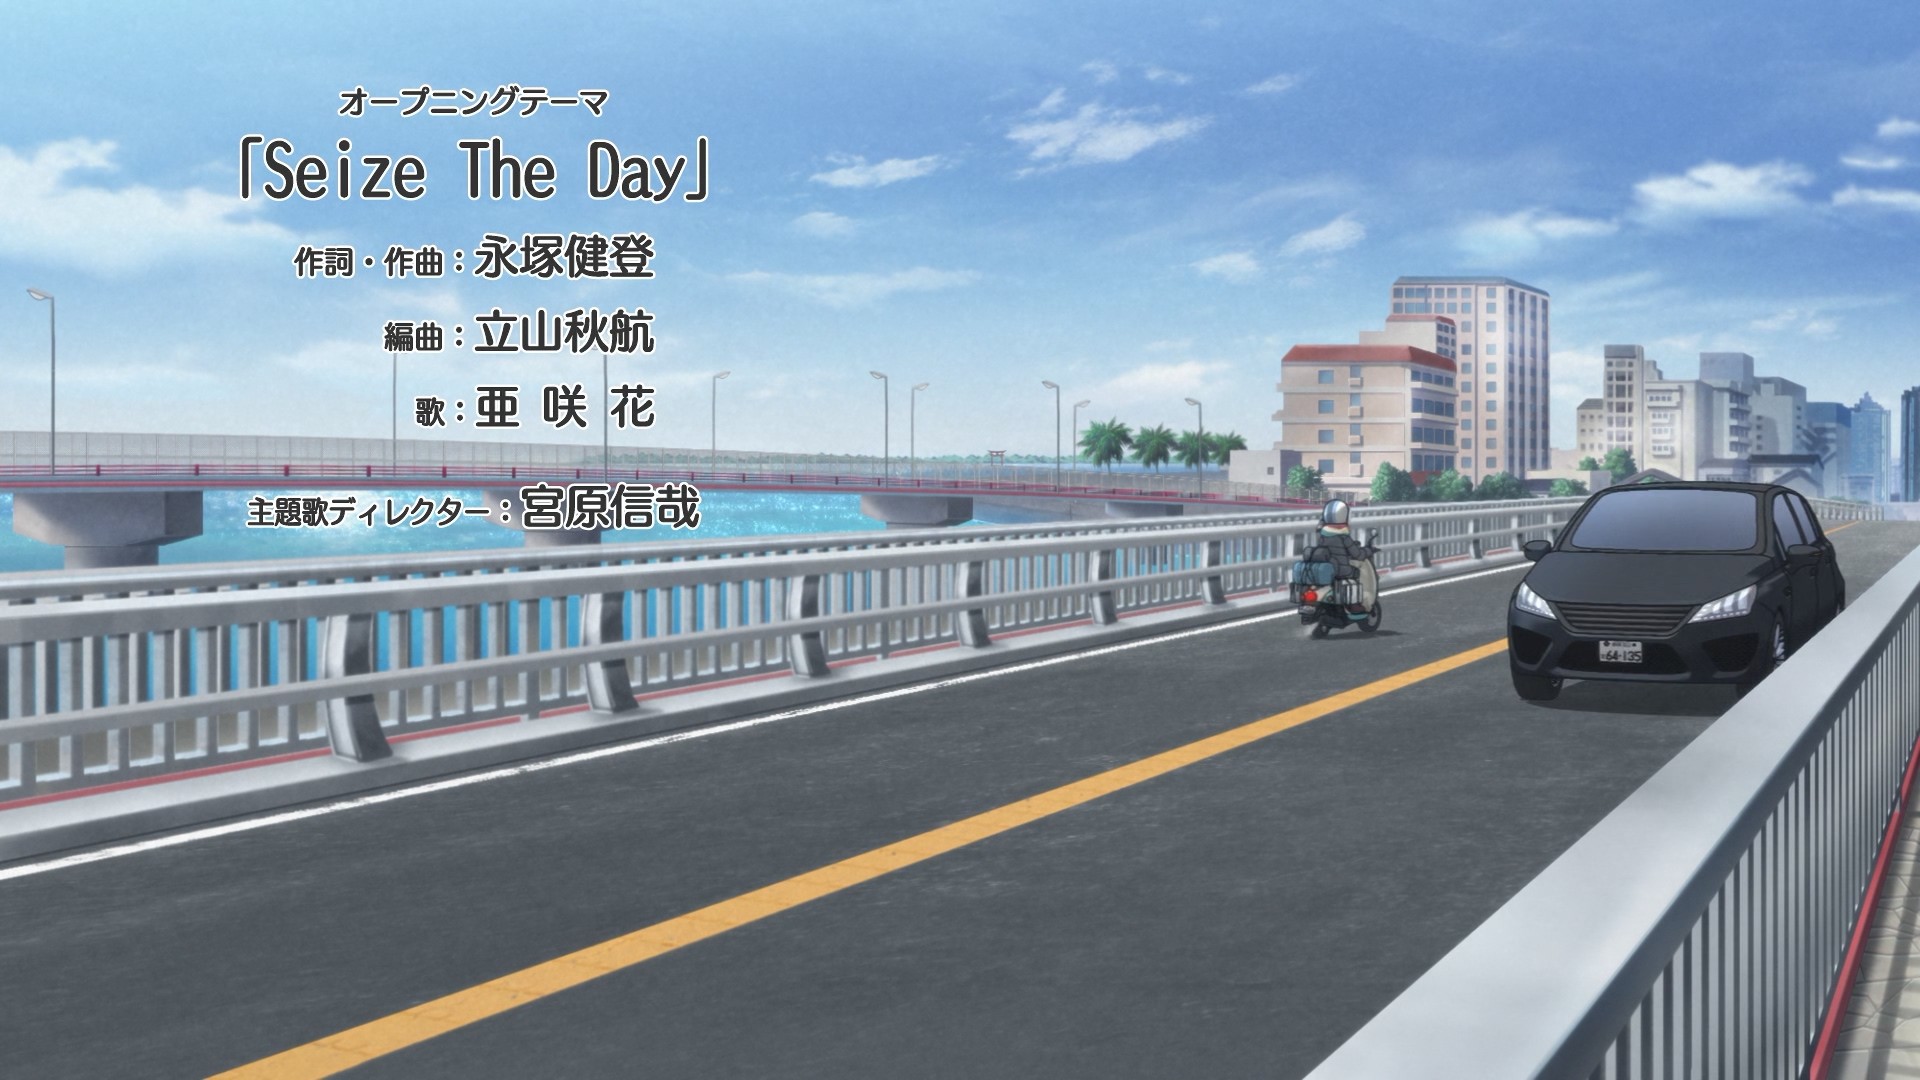 オープニングテーマ
「Seize The Day」
作詞・作曲：永塚健登
編曲：立山秋航
歌：亜咲花
主題歌ディレクター：宮原信哉
64-135